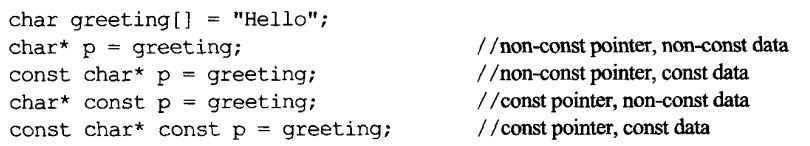 char greeting[] = "Hello";
char* p = greeting; //non-const pointer, non-const data
const char* p = greeting; //non-const pointer, const data
char* const p = greeting; //const pointer, non-const data
const char* const p = greeting; //const pointer, const data